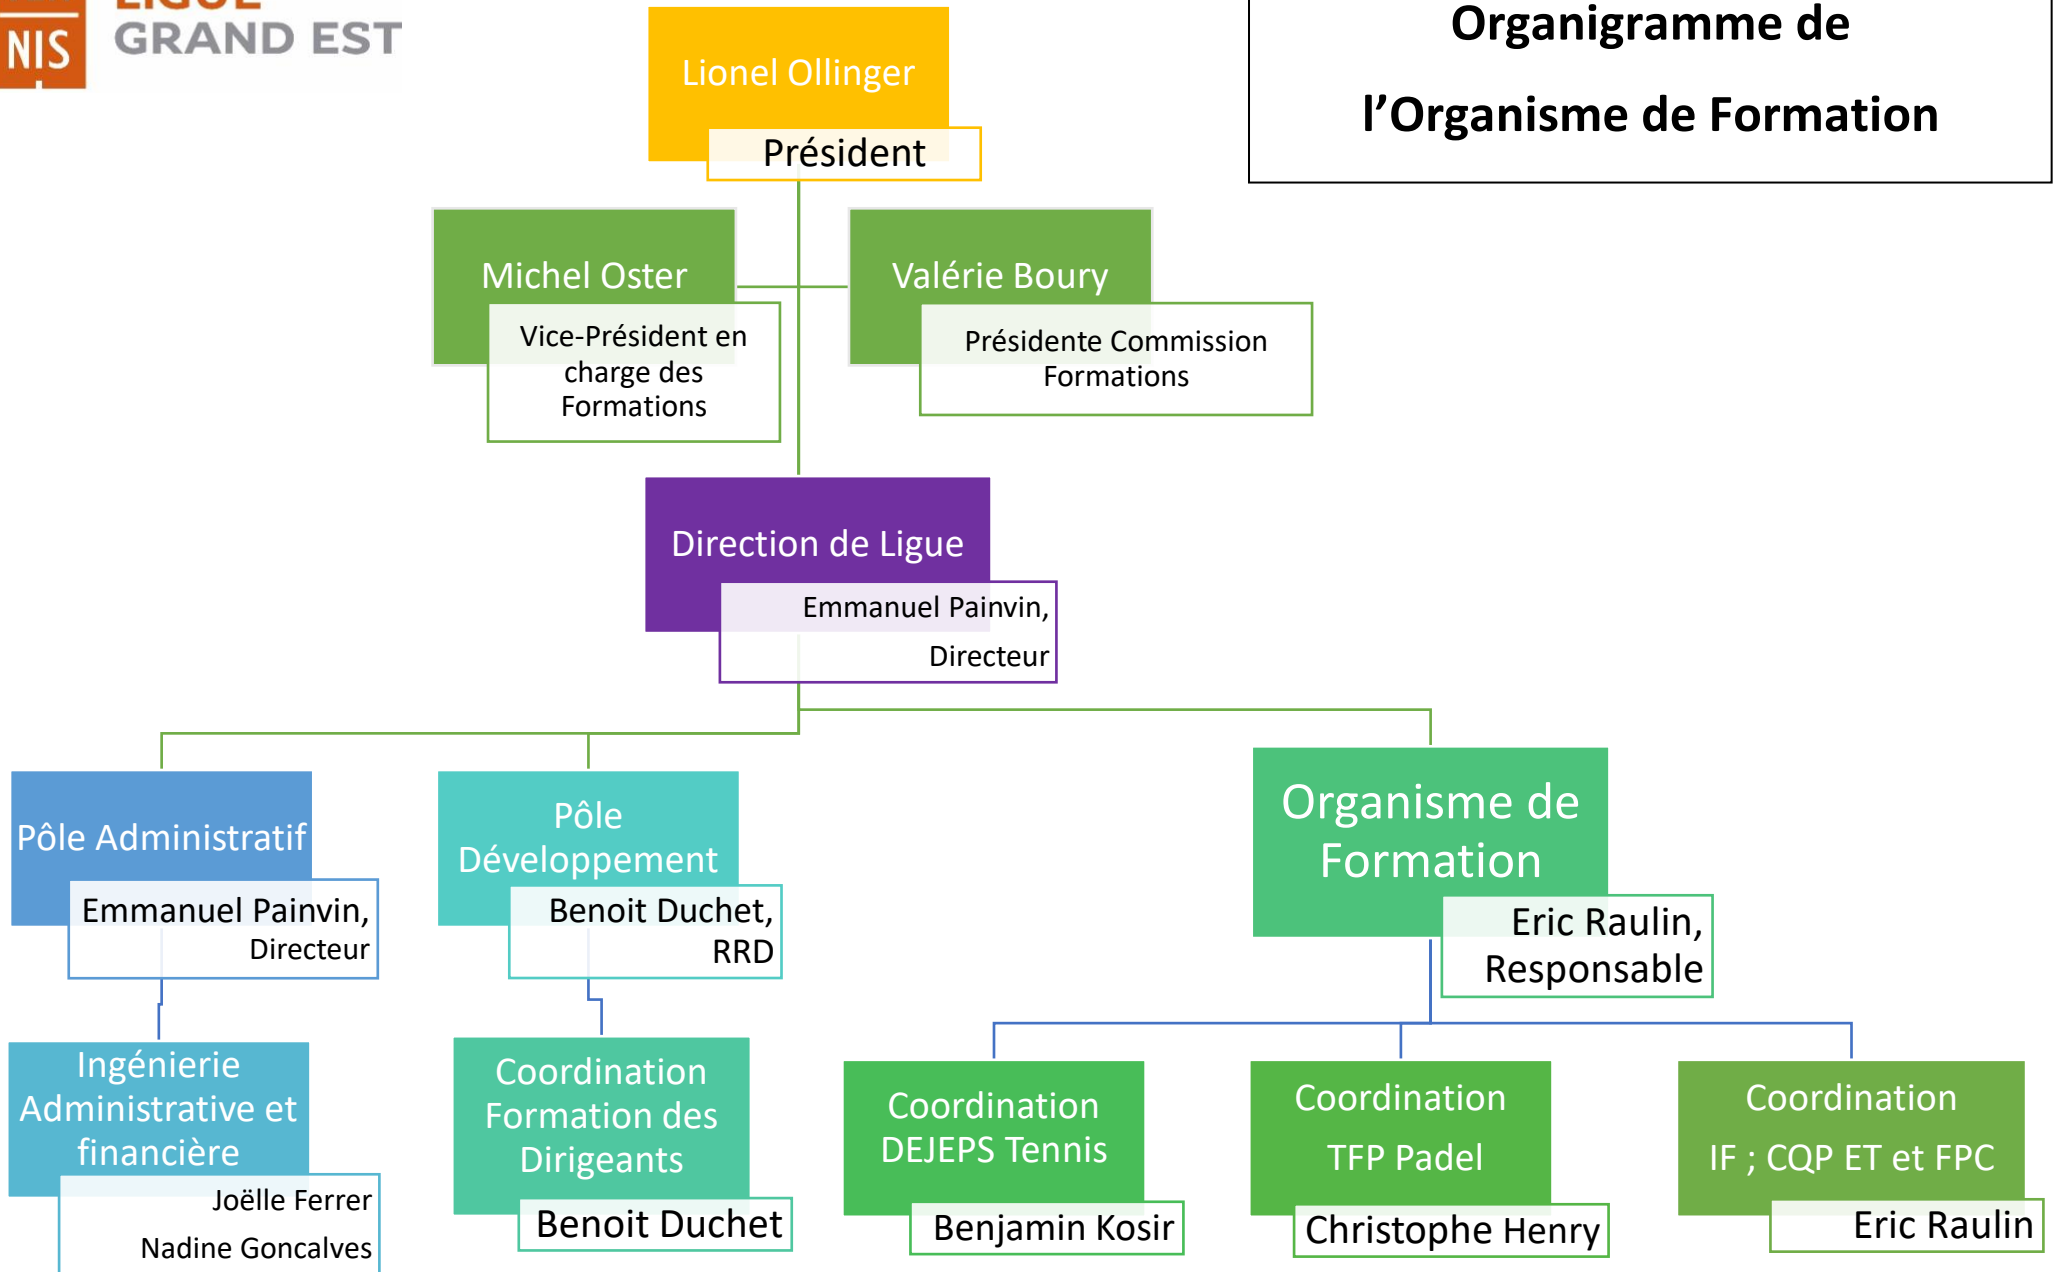 NIS
LIGUE
GRAND EST
Organigramme de
l’Organisme de Formation
Lionel Ollinger
Président
Michel Oster
Vice-Président en
charge des
Formations
Valérie Boury
Présidente Commission
Formations
Direction de Ligue
Emmanuel Painvin,
Directeur
Pôle Administratif
Emmanuel Painvin,
Directeur
Pôle
Développement
Benoit Duchet,
RRD
Organisme de
Formation
Eric Raulin,
Responsable
Ingénierie
Administrative et
financière
Joëlle Ferrer
Nadine Goncalves
Coordination
Formation des
Dirigeants
Benoit Duchet
Coordination
DEJEPS Tennis
Benjamin Kosir
Coordination
TFP Padel
Christophe Henry
Coordination
IF ; CQP ET et FPC
Eric Raulin